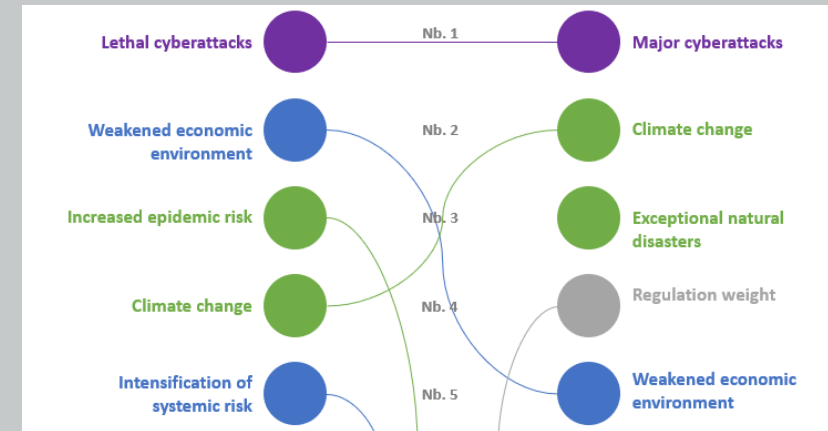 Lethal cyberattacks
Nb. 1
Major cyberattacks
Weakened economic
environment
Nb. 2
Climate change
Increased epidemic risk
Nb. 3
Exceptional natural
disasters
Climate change
Nb. 4
Regulation weight
Intensification of
systemic risk
Nb. 5
Weakened economic
environment